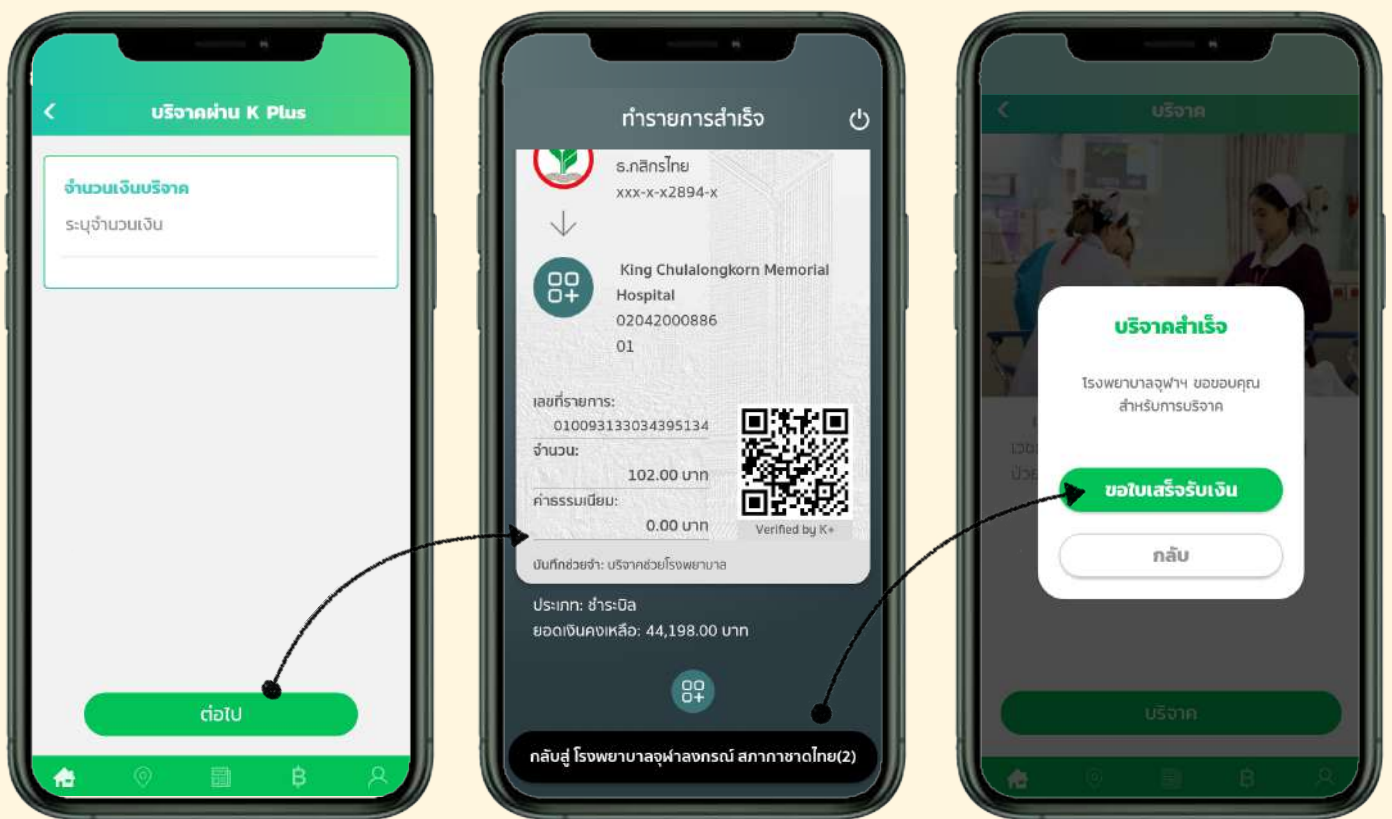 บริจาคผ่าน K Plus
จำนวนเงินบริจาค
ระบุจำนวนเงิน
ต่อไป
ทำรายการสำเร็จ
ธ.กสิกรไทย
xxx-x-x2894-x
King Chulalongkorn Memorial
Hospital
02042000886
01
เลขที่รายการ:
010093133034395134
จำนวน:
102.00 บาท
ค่าธรรมเนียม:
0.00 บาท
Verified by K+
บันทึกช่วยจำ: บริจาคช่วยโรงพยาบาล
ประเภท: ชำระบิล
ยอดเงินคงเหลือ: 44,198.00 บาท
กลับสู่ โรงพยาบาลจุฬาลงกรณ์ สภากาชาดไทย(2)
บริจาค
บริจาคสำเร็จ
โรงพยาบาลจุฬาฯ ขอขอบคุณ
สำหรับการบริจาค
ขอใบเสร็จรับเงิน
กลับ
บริจาค